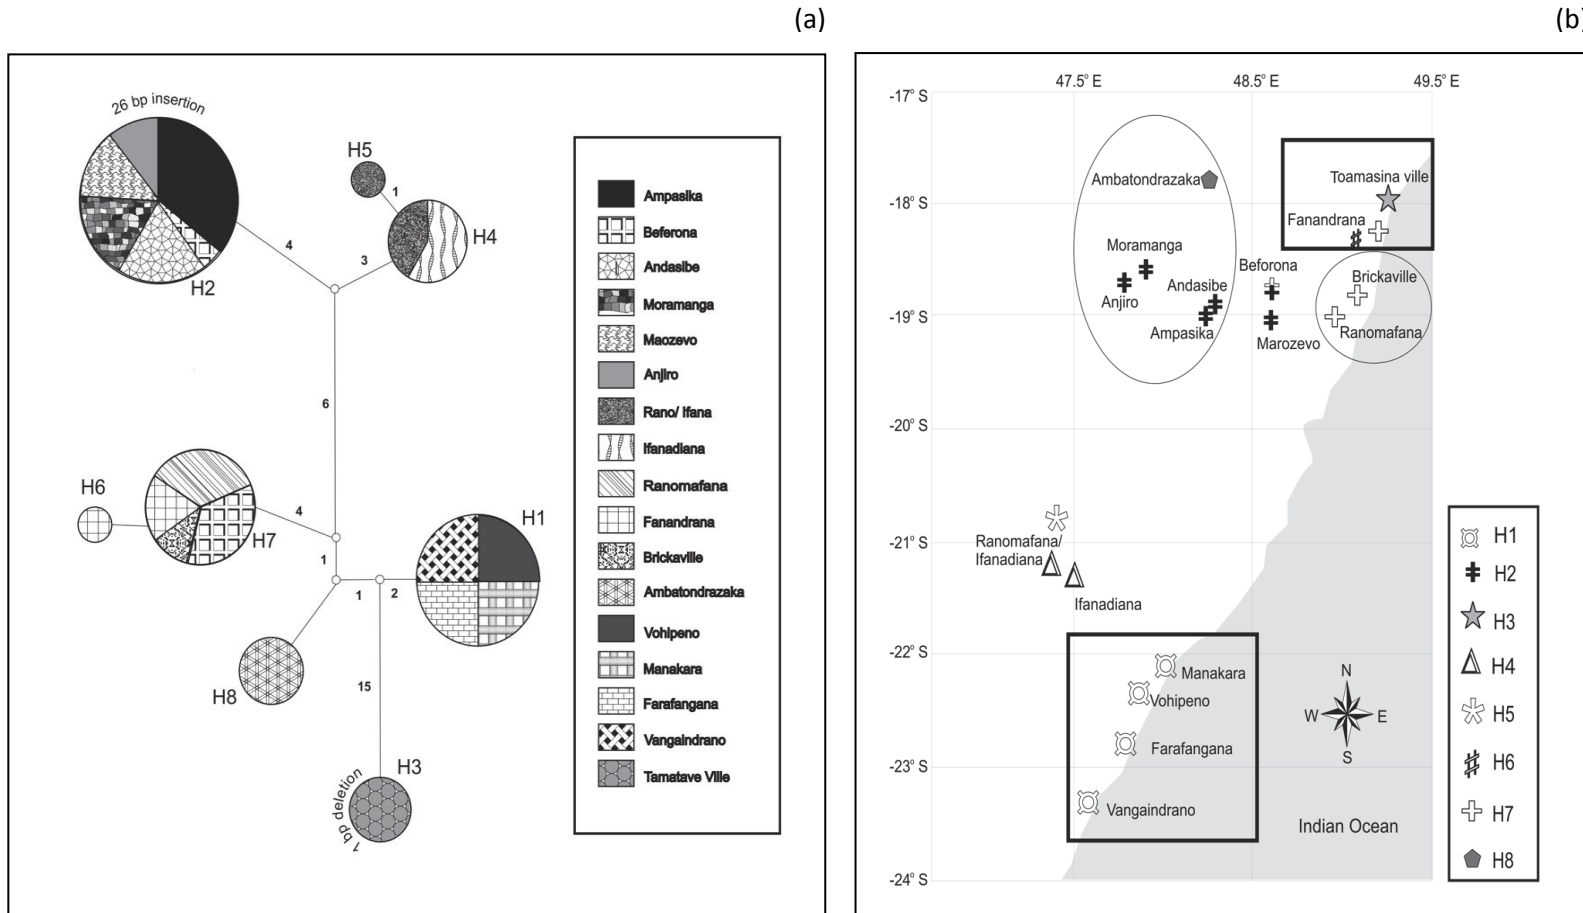 (a)
26 bp insertion
H5
1
H4
4
3
H2
6
H6
4
H7
H1
1
1
2
H8
15
H3
1 bp deletion
Ampasika
Beferona
Andasibe
Moramanga
Maozevo
Anjiro
Rano/ Ifana
Ifanadiana
Ranomafana
Fanandrana
Brickaville
Ambatondrazaka
Vohipeno
Manakara
Farafangana
Vangaindrano
Tamatave Ville
(b)
47.5° E
48.5° E
49.5° E
-17° S
-18° S
-19° S
-20° S
-21° S
-22° S
-23° S
-24° S
Ambatondrazaka
Toamasina ville
Fanandrana
Moramanga
Beforona
Brickaville
Andasibe
Anjiro
Ampasika
Marozevo
Ranomafana
Ranomafana/
Ifanadiana
Ifanadiana
Manakara
Vohipeno
Farafangana
Vangaindrano
N
W
E
S
Indian Ocean
H1
H2
H3
H4
H5
H6
H7
H8